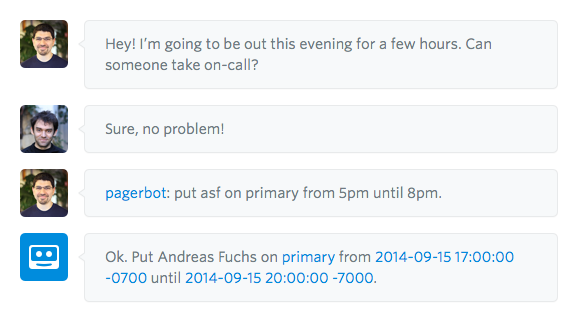 Hey! I’m going to be out this evening for a few hours. Can
someone take on-call?
Sure, no problem!
pagerbot: put asf on primary from 5pm until 8pm.
Ok. Put Andreas Fuchs on primary from 2014-09-15 17:00:00
-0700 until 2014-09-15 20:00:00 -7000.